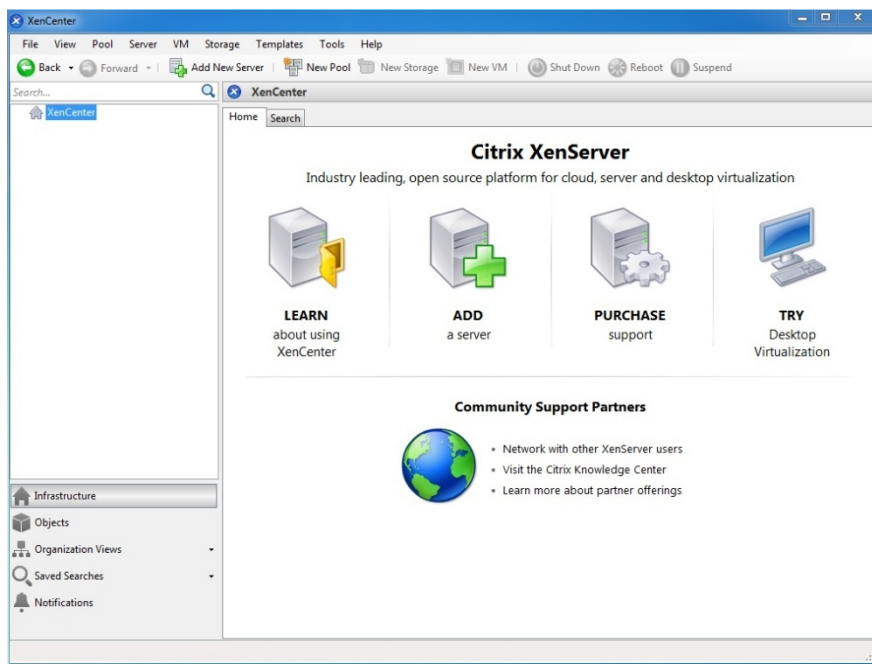 XenCenter
File View Pool Server VM Storage Templates Tools Help
Back Forward Add New Server New Pool New Storage New VM Shut Down Reboot Suspend
Search...
XenCenter
XenCenter
Home Search
Citrix XenServer
Industry leading, open source platform for cloud, server and desktop virtualization
LEARN
about using
XenCenter
ADD
a server
PURCHASE
support
TRY
Desktop
Virtualization
Community Support Partners
Network with other XenServer users
Visit the Citrix Knowledge Center
Learn more about partner offerings
Infrastructure
Objects
Organization Views
Saved Searches
Notifications